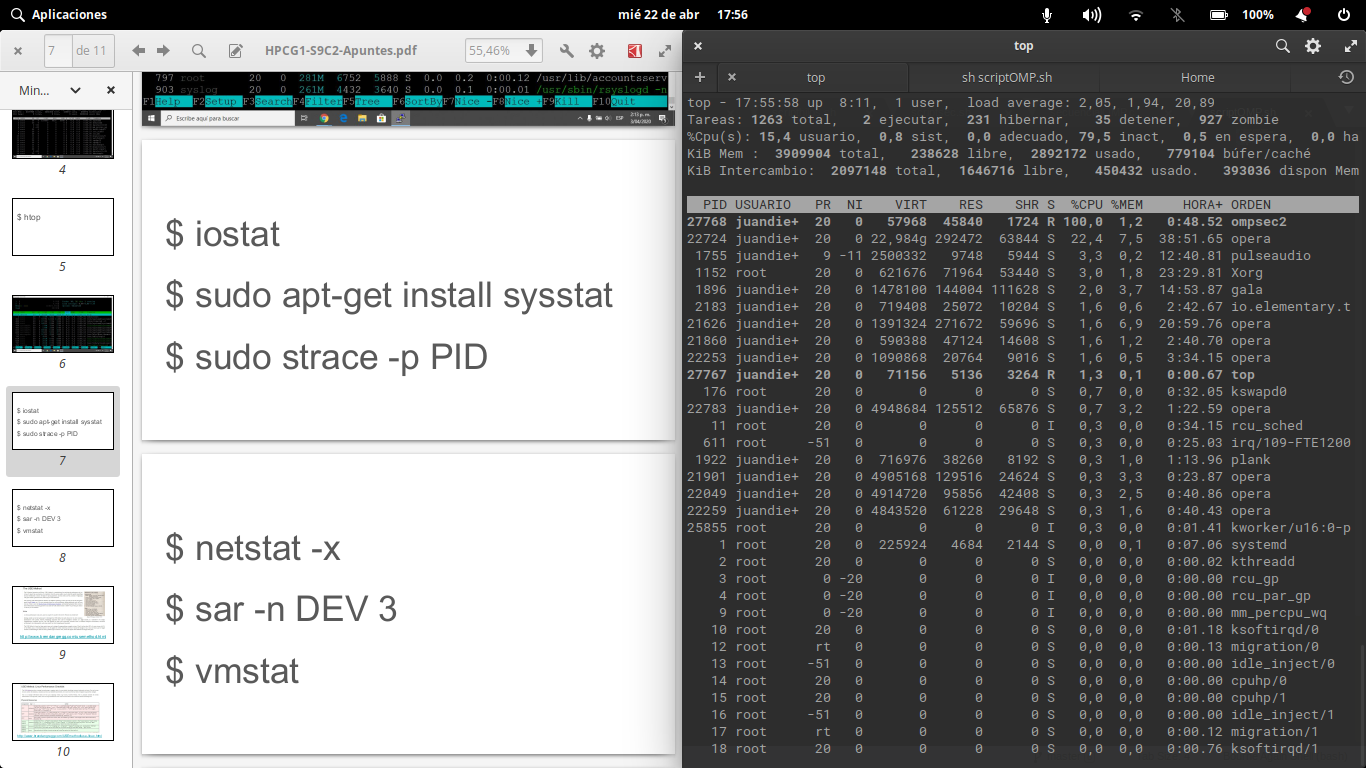 Aplicaciones
mié 22 de abr 17:56
100%
7 de 11
HPCG1-S9C2-Apuntes.pdf
55,46%
Min...
4
$ htop
5
6
$ iostat
$ sudo apt-get install sysstat
$ sudo strace -p PID
7
$ netstat -x
$ sar -n DEV 3
$ vmstat
8
9
10
797 root 20 0 281M 6752 5888 S 0.0 0.2 0:00.12 /usr/lib/accountsserv
903 syslog 20 0 261M 4432 3640 S 0.0 0.1 0:00.01 /usr/sbin/rsyslogd -n
F1Help F2Setup F3Search F4Filter F5Tree F6SortBy F7Nice - F8Nice + F9Kill F10Quit
Escribe aquí para buscar
ESP
2:15 p. m.
3/04/2020
$ iostat
$ sudo apt-get install sysstat
$ sudo strace -p PID
$ netstat -x
$ sar -n DEV 3
$ vmstat
top
top
sh scriptOMP.sh
Home
top - 17:55:58 up 8:11, 1 user, load average: 2,05, 1,94, 20,89
Tareas: 1263 total, 2 ejecutar, 231 hibernar, 35 detener, 927 zombie
%Cpu(s): 15,4 usuario, 0,8 sist, 0,0 adecuado, 79,5 inact, 0,5 en espera, 0,0 ha
KiB Mem : 3909904 total, 238628 libre, 2892172 usado, 779104 búfer/caché
KiB Intercambio: 2097148 total, 1646716 libre, 450432 usado. 393036 dispon Mem
PID USUARIO PR NI VIRT RES SHR S %CPU %MEM HORA+ ORDEN
27768 juandie+ 20 0 57968 45840 1724 R 100,0 1,2 0:48.52 ompsec2
22724 juandie+ 20 0 22,984g 292472 63844 S 22,4 7,5 38:51.65 opera
1755 juandie+ 9 -11 2500332 9748 5944 S 3,3 0,2 12:40.81 pulseaudio
1152 root 20 0 621676 71964 53440 S 3,0 1,8 23:29.81 Xorg
1896 juandie+ 20 0 1478100 144004 111628 S 2,0 3,7 14:53.87 gala
2183 juandie+ 20 0 719408 25072 10204 S 1,6 0,6 2:42.67 io.elementary.t
21626 juandie+ 20 0 1391324 271672 59696 S 1,6 6,9 20:59.76 opera
21860 juandie+ 20 0 590388 47124 14608 S 1,6 1,2 2:40.70 opera
22253 juandie+ 20 0 1090868 20764 9016 S 1,6 0,5 3:34.15 opera
27767 juandie+ 20 0 71156 5136 3264 R 1,3 0,1 0:00.67 top
176 root 20 0 0 0 0 S 0,7 0,0 0:32.05 kswapd0
22783 juandie+ 20 0 4948684 125512 65876 S 0,7 3,2 1:22.59 opera
11 root 20 0 0 0 0 I 0,3 0,0 0:34.15 rcu_sched
611 root -51 0 0 0 0 S 0,3 0,0 0:25.03 irq/109-FTE1200
1922 juandie+ 20 0 716976 38260 8192 S 0,3 1,0 1:13.96 plank
21901 juandie+ 20 0 4905168 129516 24624 S 0,3 3,3 0:23.87 opera
22049 juandie+ 20 0 4914720 95856 42408 S 0,3 2,5 0:40.86 opera
22259 juandie+ 20 0 4843520 61228 29648 S 0,3 1,6 0:40.43 opera
25855 root 20 0 0 0 0 I 0,3 0,0 0:01.41 kworker/u16:0-p
1 root 20 0 225924 4684 2144 S 0,0 0,1 0:07.06 systemd
2 root 20 0 0 0 0 S 0,0 0,0 0:00.02 kthreadd
3 root 0 -20 0 0 0 I 0,0 0,0 0:00.00 rcu_gp
4 root 0 -20 0 0 0 I 0,0 0,0 0:00.00 rcu_par_gp
9 root 0 -20 0 0 0 I 0,0 0,0 0:00.00 mm_percpu_wq
10 root 20 0 0 0 0 S 0,0 0,0 0:01.18 ksoftirqd/0
12 root rt 0 0 0 0 S 0,0 0,0 0:00.13 migration/0
13 root -51 0 0 0 0 S 0,0 0,0 0:00.00 idle_inject/0
14 root 20 0 0 0 0 S 0,0 0,0 0:00.00 cpuhp/0
15 root 20 0 0 0 0 S 0,0 0,0 0:00.00 cpuhp/1
16 root -51 0 0 0 0 S 0,0 0,0 0:00.00 idle_inject/1
17 root rt 0 0 0 0 S 0,0 0,0 0:00.12 migration/1
18 root 20 0 0 0 0 S 0,0 0,0 0:00.76 ksoftirqd/1